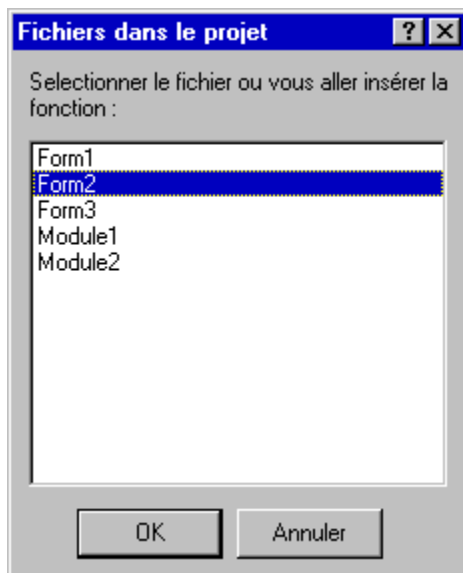 Fichiers dans le projet
Selectionner le fichier ou vous aller insérer la
fonction :
Form1
Form2
Form3
Module1
Module2
OK
Annuler